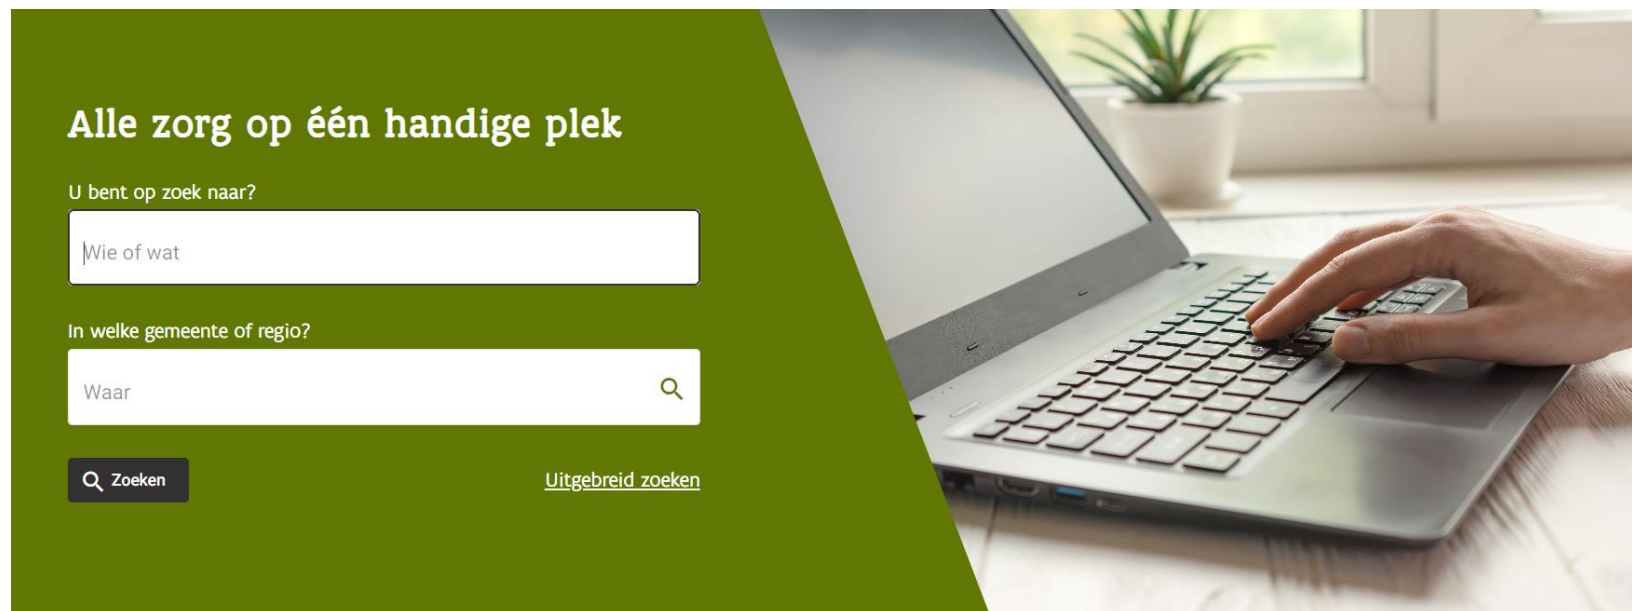 Alle zorg op één handige plek
U bent op zoek naar?
Wie of wat
In welke gemeente of regio?
Waar
Zoeken
Uitgebreid zoeken